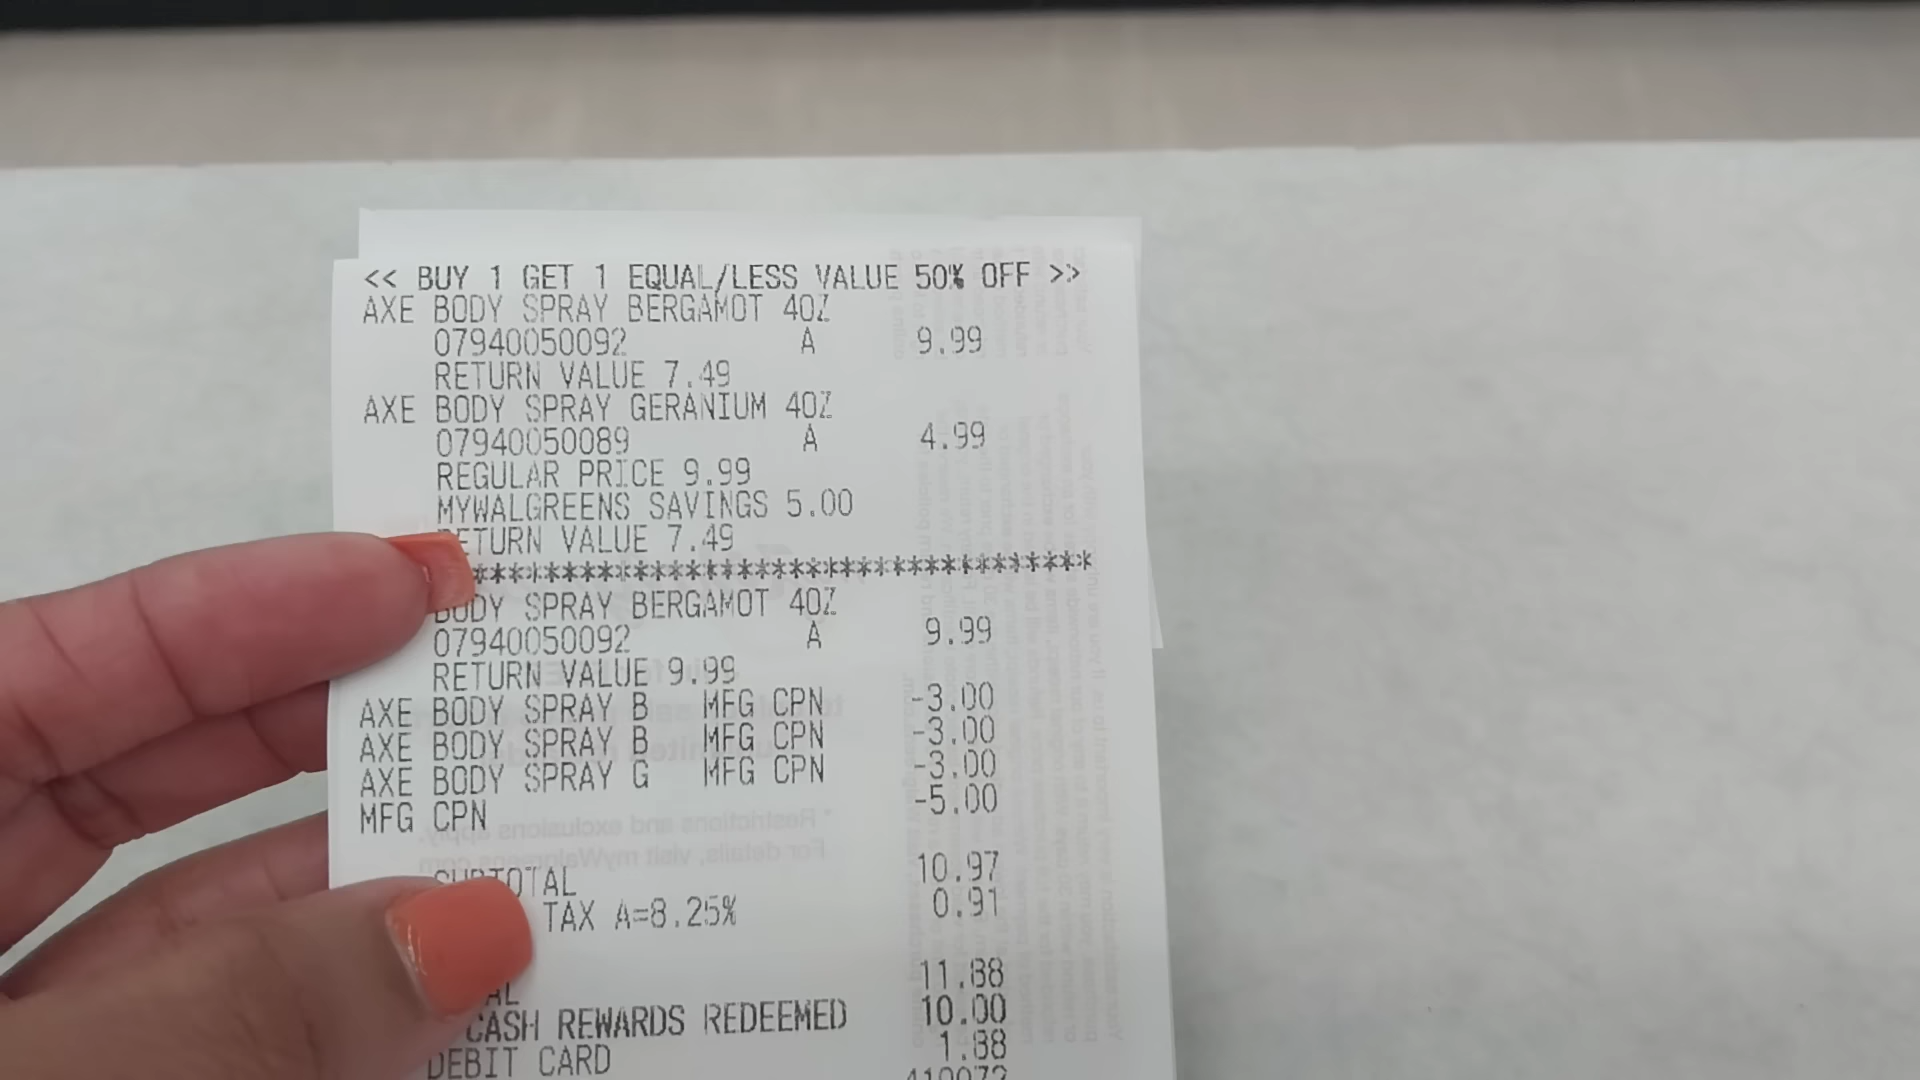 << BUY 1 GET 1 EQUAL/LESS VALUE 50% OFF >>
AXE BODY SPRAY BERGAMOT 4OZ
07940050092 A 9.99
RETURN VALUE 7.49
AXE BODY SPRAY GERANIUM 4OZ
07940050089 A 4.99
REGULAR PRICE 9.99
MYWALGREENS SAVINGS 5.00
RETURN VALUE 7.49
***********************************
BODY SPRAY BERGAMOT 4OZ
07940050092 A 9.99
RETURN VALUE 9.99
AXE BODY SPRAY B MFG CPN -3.00
AXE BODY SPRAY B MFG CPN -3.00
AXE BODY SPRAY G MFG CPN -3.00
MFG CPN -5.00
SUBTOTAL 10.97
TAX A=8.25% 0.91
AL 11.88
CASH REWARDS REDEEMED 10.00
DEBIT CARD 1.88